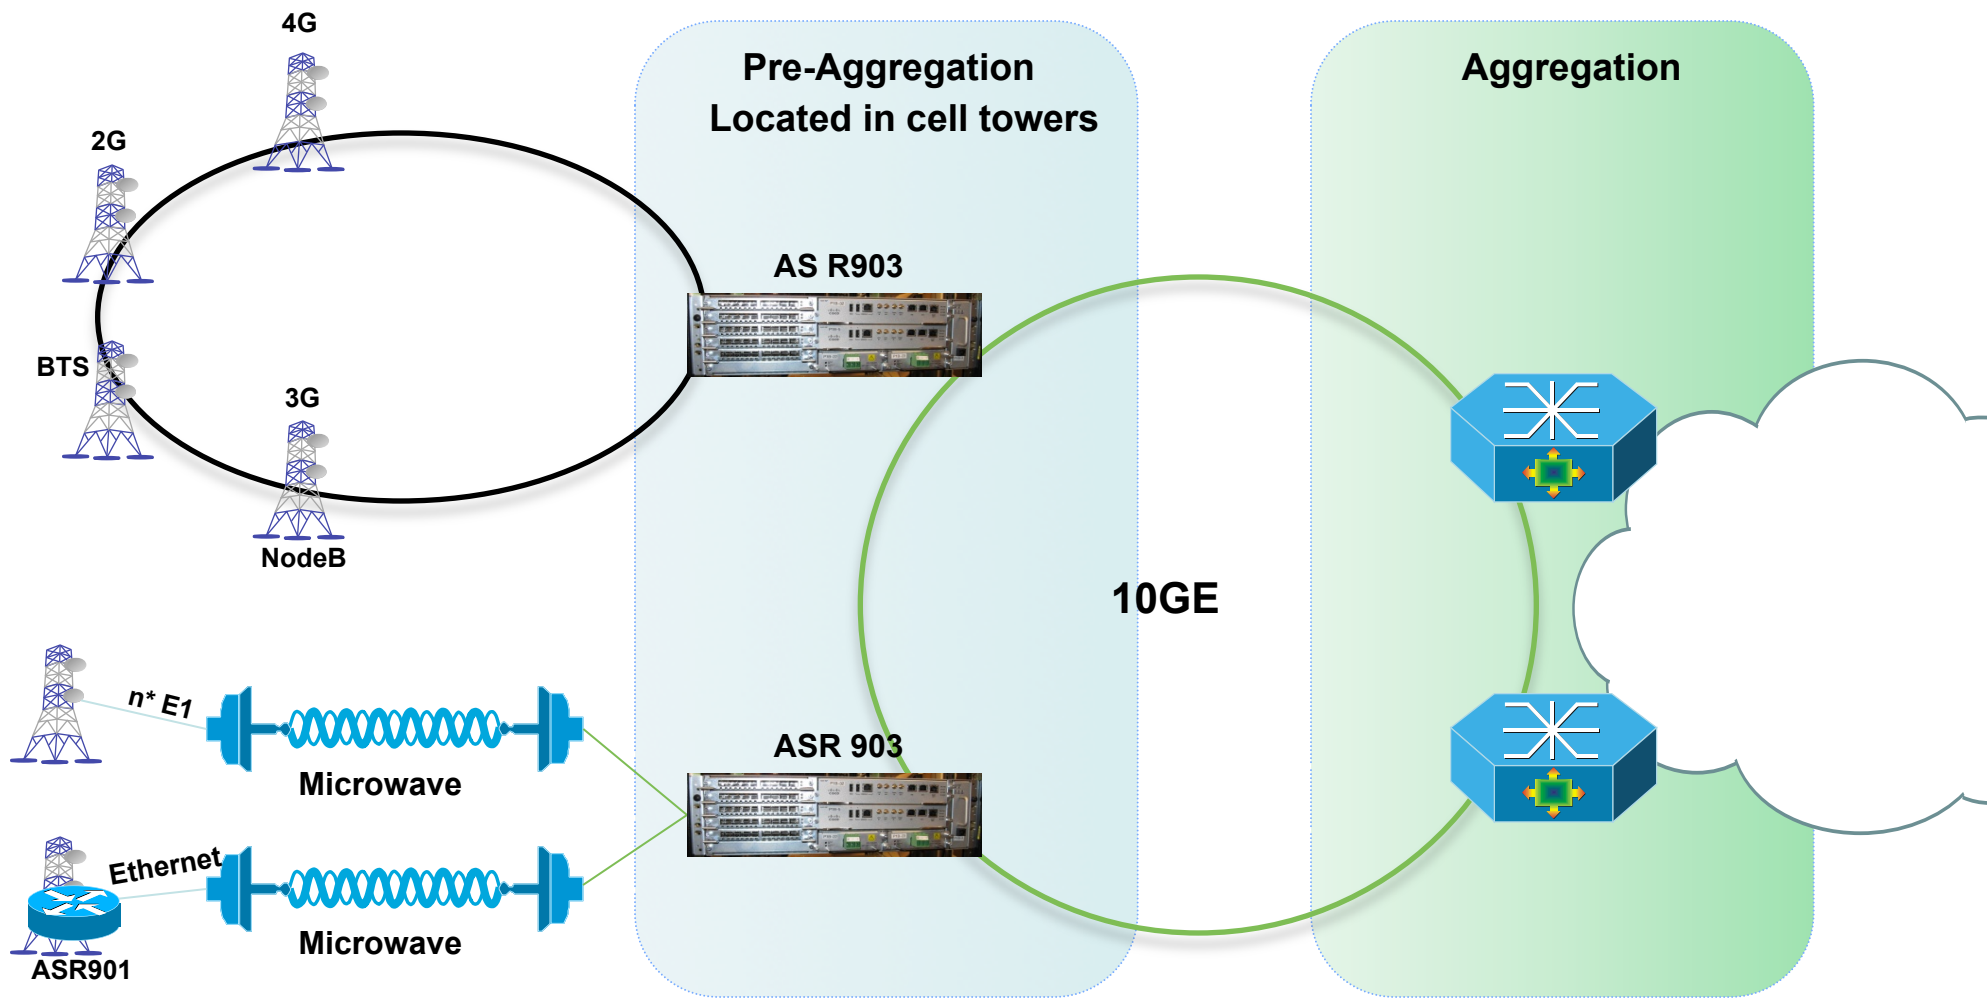 4G
Pre-Aggregation
Located in cell towers
Aggregation
2G
AS R903
BTS
3G
NodeB
10GE
n* E1
Microwave
ASR 903
Ethernet
Microwave
ASR901